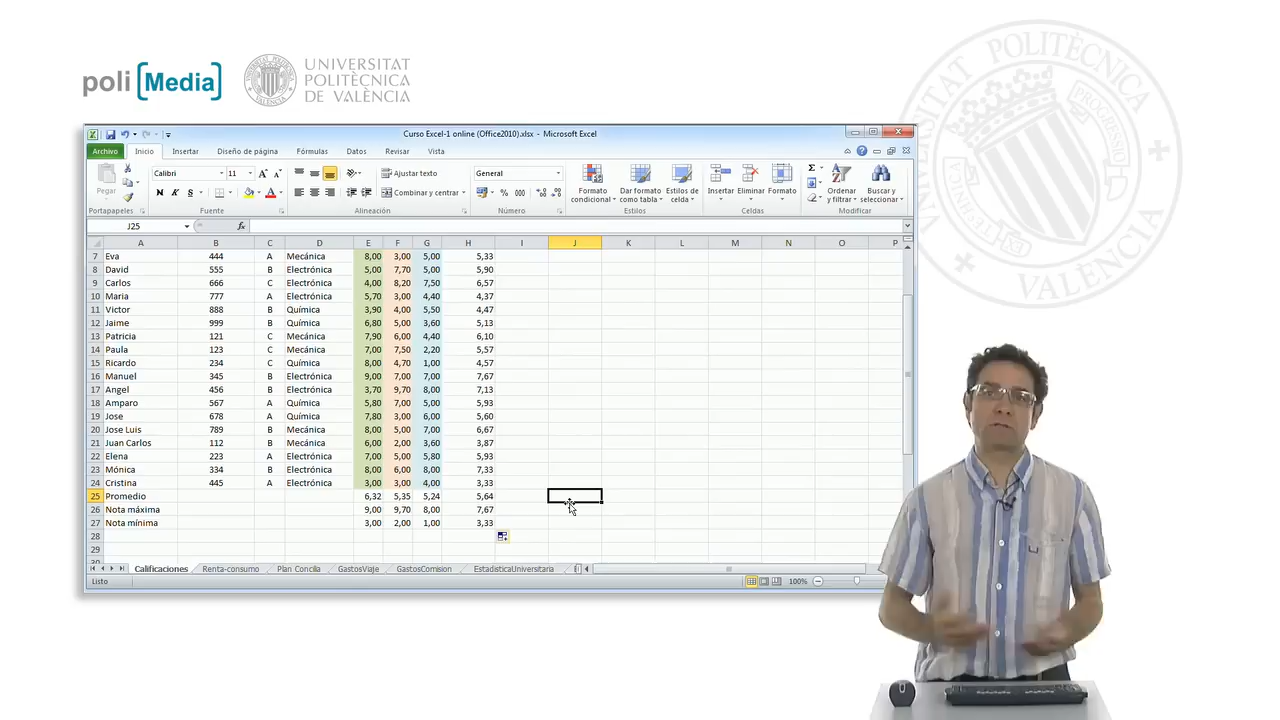 poli [Media]
UNIVERSITAT
POLITÈCNICA
DE VALÈNCIA
UNIVERSITAT POLITÈCNICA
DE VALÈNCIA
PROGRESSIO
Curso Excel-1 online (Office2010).xlsx - Microsoft Excel
Archivo Inicio Insertar Diseño de página Fórmulas Datos Revisar Vista
Pegar
Calibri 11
N K S
Ajustar texto
Combinar y centrar
General
% 000
Formato condicional
Dar formato como tabla
Estilos de celda
Insertar Eliminar Formato
Ordenar y filtrar
Buscar y seleccionar
Portapapeles Fuente Alineación Número Estilos Celdas Modificar
J25 fx
A B C D E F G H I J K L M N O P
7 Eva 444 A Mecánica 8,00 3,00 5,00 5,33
8 David 555 B Electrónica 5,00 7,70 5,00 5,90
9 Carlos 666 C Electrónica 4,00 8,20 7,50 6,57
10 Maria 777 A Electrónica 5,70 3,00 4,40 4,37
11 Victor 888 B Química 3,90 4,00 5,50 4,47
12 Jaime 999 B Química 6,80 5,00 3,60 5,13
13 Patricia 121 C Mecánica 7,90 6,00 4,40 6,10
14 Paula 123 C Mecánica 7,00 7,50 2,20 5,57
15 Ricardo 234 C Química 8,00 4,70 1,00 4,57
16 Manuel 345 B Electrónica 9,00 7,00 7,00 7,67
17 Angel 456 B Electrónica 3,70 9,70 8,00 7,13
18 Amparo 567 A Química 5,80 7,00 5,00 5,93
19 Jose 678 A Química 7,80 3,00 6,00 5,60
20 Jose Luis 789 B Mecánica 8,00 5,00 7,00 6,67
21 Juan Carlos 112 B Mecánica 6,00 2,00 3,60 3,87
22 Elena 223 A Electrónica 7,00 5,00 5,80 5,93
23 Mónica 334 B Electrónica 8,00 6,00 8,00 7,33
24 Cristina 445 A Electrónica 3,00 3,00 4,00 3,33
25 Promedio 6,32 5,35 5,24 5,64
26 Nota máxima 9,00 9,70 8,00 7,67
27 Nota mínima 3,00 2,00 1,00 3,33
28
29
30
Calificaciones Renta-consumo Plan Concilia GastosViaje GastosComision EstadisticaUniversitaria
Listo 100%